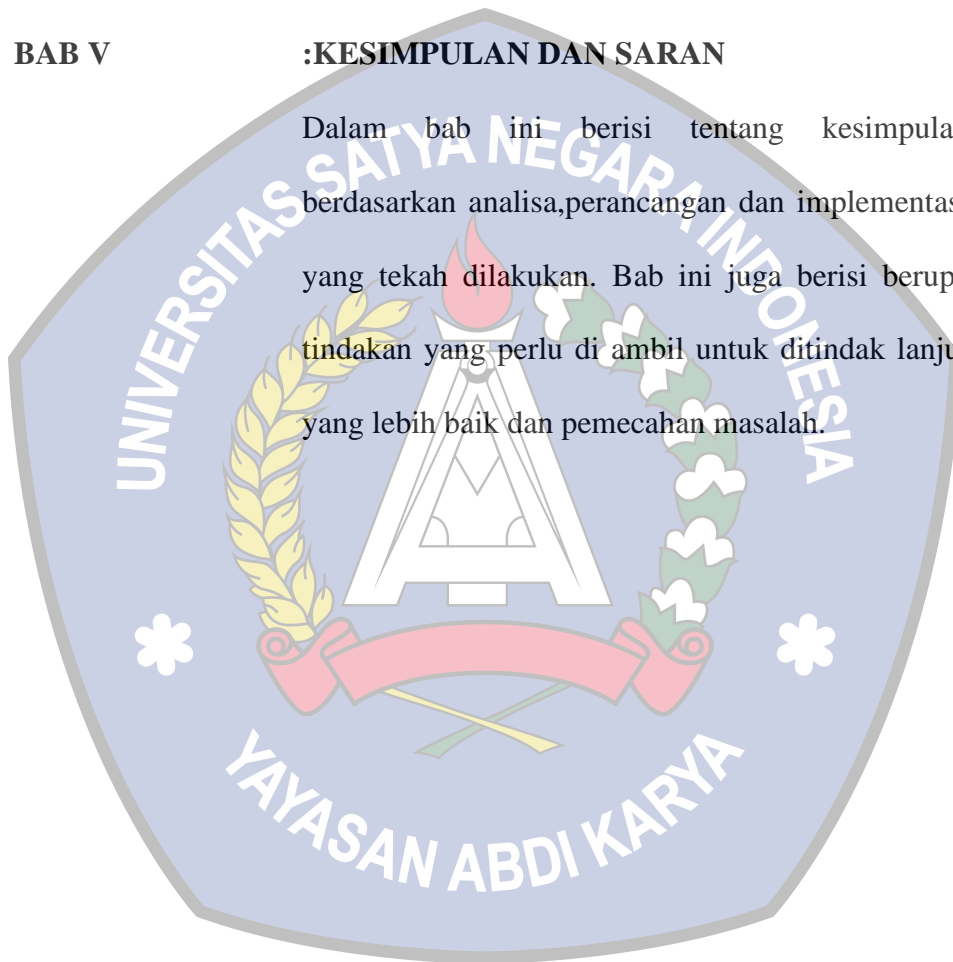 BAB V :KESIMPULAN DAN SARAN
Dalam bab ini berisi tentang kesimpula
berdasarkan analisa,perancangan dan implementas
yang tekah dilakukan. Bab ini juga berisi berup
tindakan yang perlu di ambil untuk ditindak lanju
yang lebih baik dan pemecahan masalah.
UNIVERSITAS SATYA NEGARA INDONESIA
YAYASAN ABDI KARYA